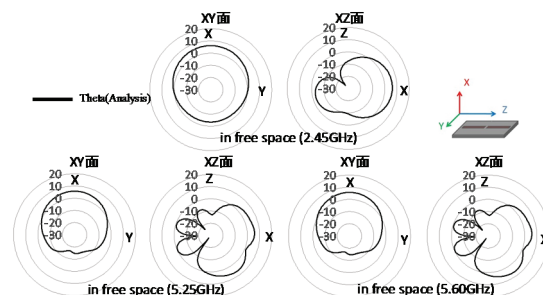 XY面 XZ面
20 X 20 Z
10 10
0 0
-10 -10
-20 -20
-30 Y -30 X
Theta(Analysis)
in free space (2.45GHz)
X
Z
Y
XY面 XZ面 XY面 XZ面
20 X 20 Z 20 X 20 Z
10 10 10 10
0 0 0 0
-10 -10 -10 -10
-20 -20 -20 -20
-30 Y -30 X -30 Y -30 X
in free space (5.25GHz) in free space (5.60GHz)